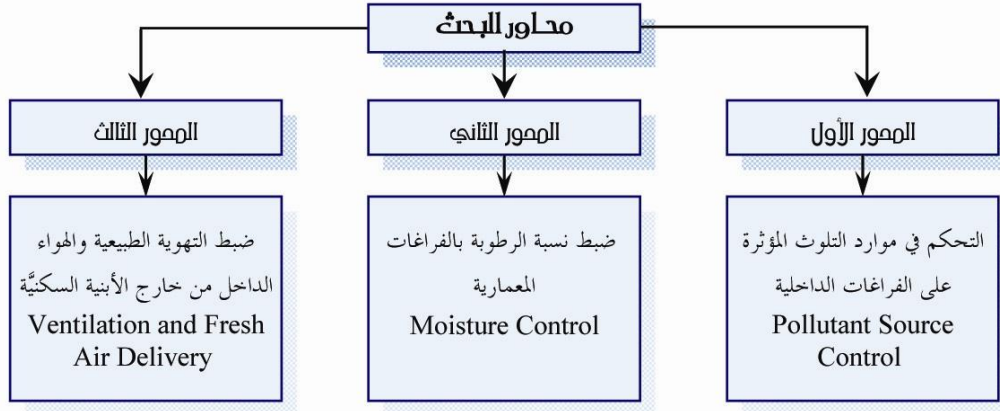 محاور البحث
المحور الأول
المحور الثاني
المحور الثالث
التحكم في موارد التلوث المؤثرة
على الفراغات الداخلية
Pollutant Source
Control
ضبط نسبة الرطوبة بالفراغات
المعمارية
Moisture Control
ضبط التهوية الطبيعية والهواء
الداخل من خارج الأبنية السكنيَّة
Ventilation and Fresh
Air Delivery